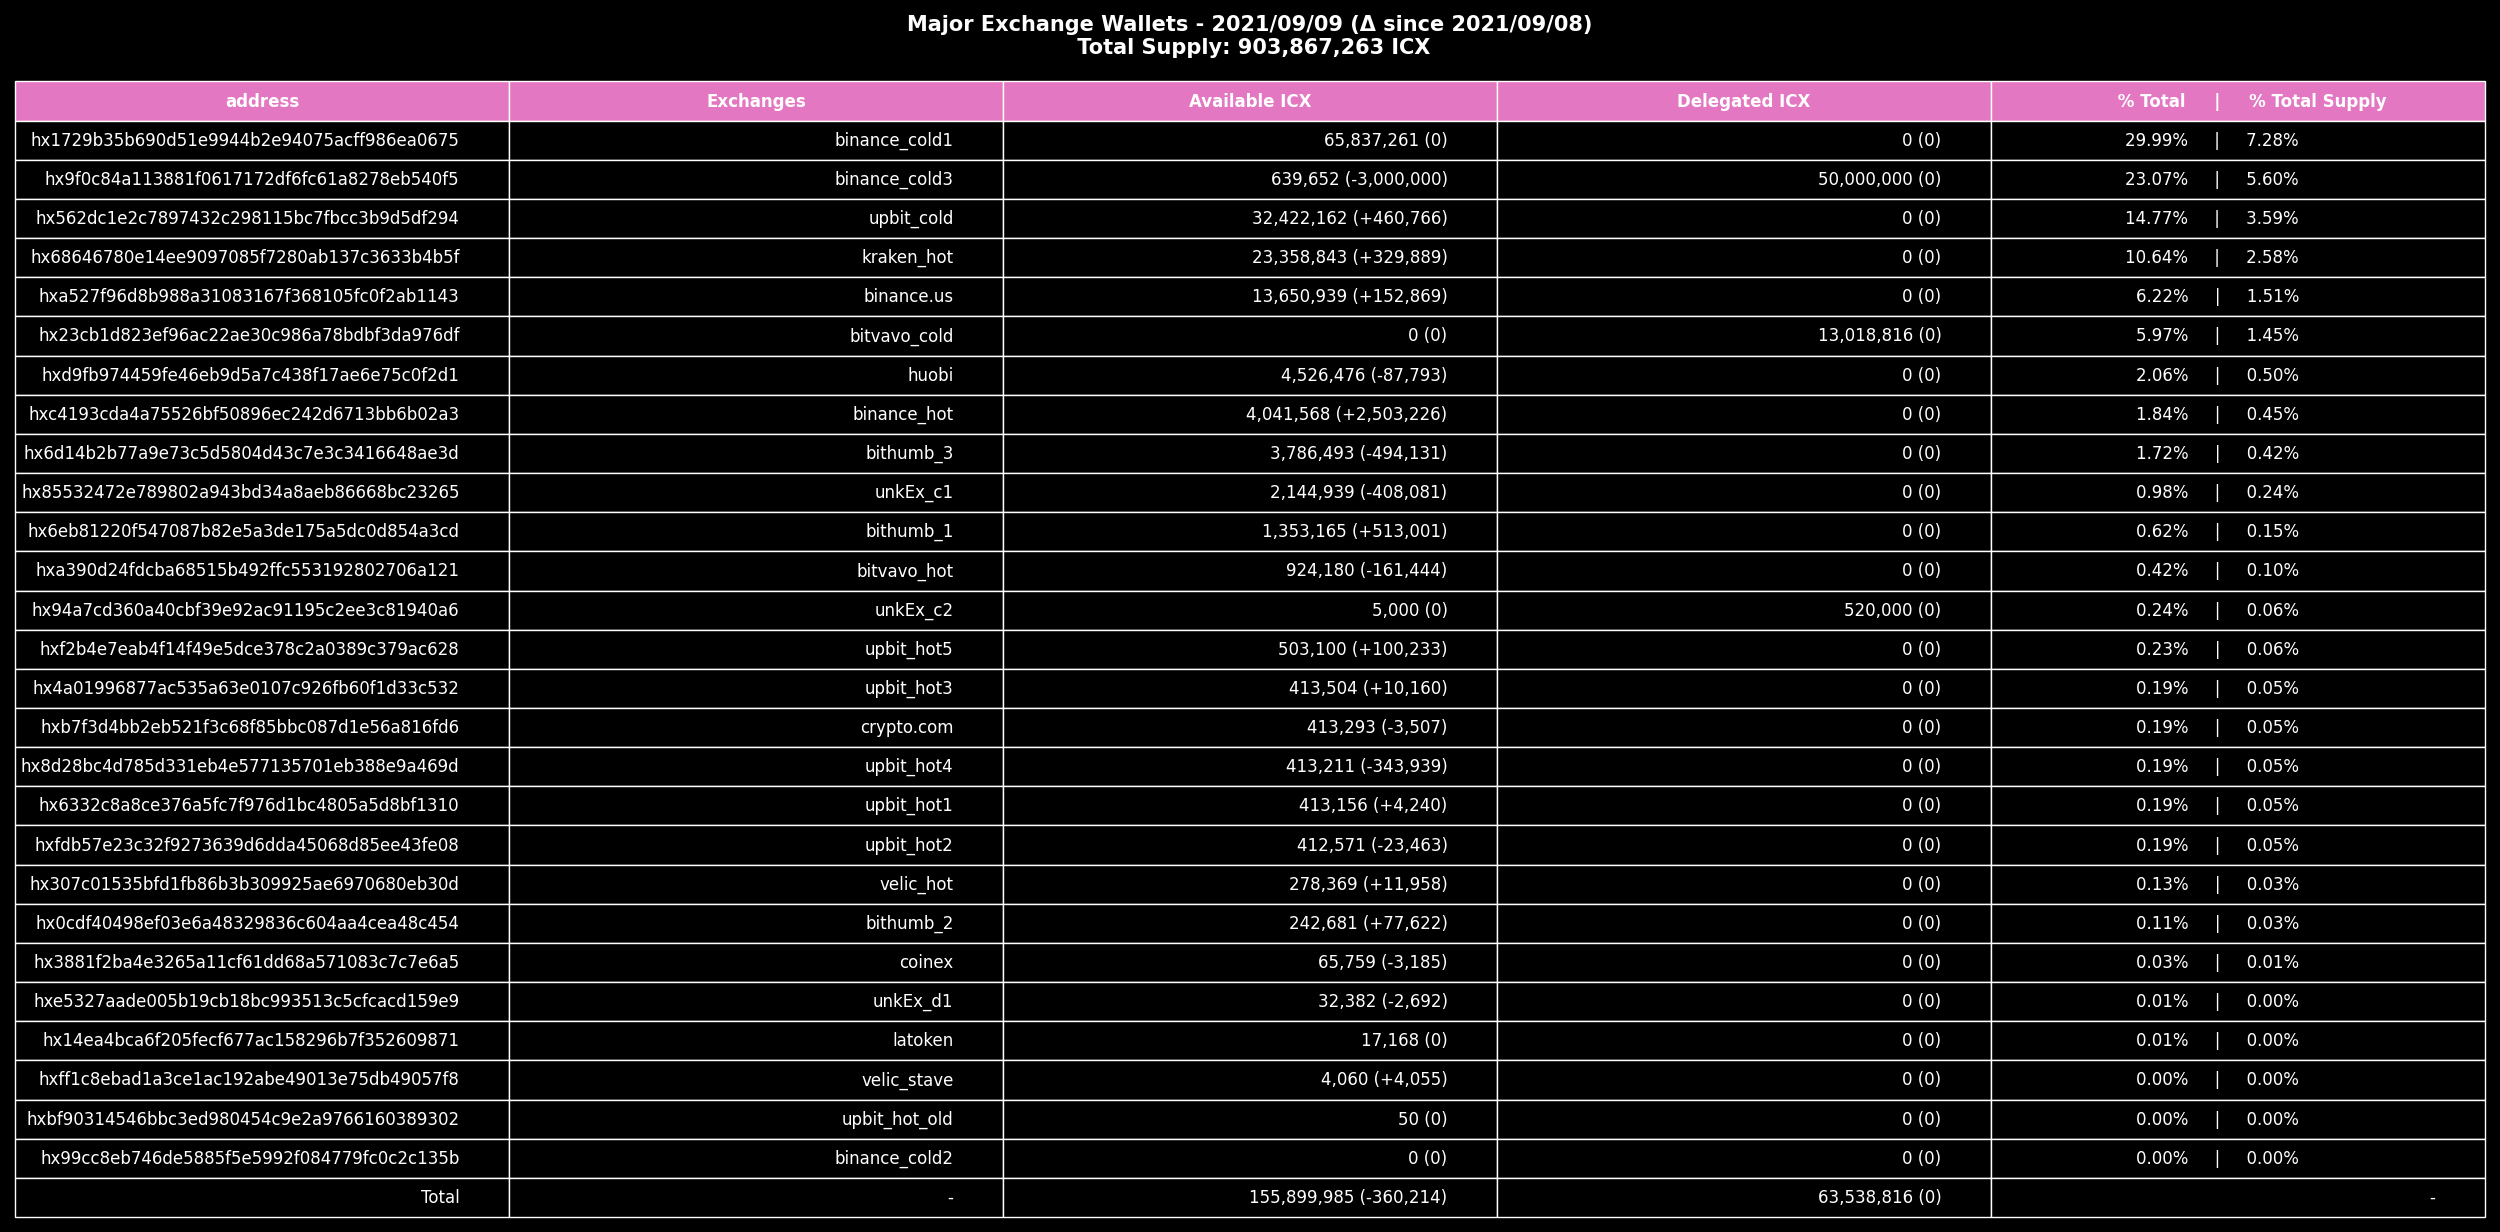 Major Exchange Wallets - 2021/09/09 (Δ since 2021/09/08)
Total Supply: 903,867,263 ICX
address Exchanges Available ICX Delegated ICX % Total | % Total Supply
hx1729b35b690d51e9944b2e94075acff986ea0675 binance_cold1 65,837,261 (0) 0 (0) 29.99% | 7.28%
hx9f0c84a113881f0617172df6fc61a8278eb540f5 binance_cold3 639,652 (-3,000,000) 50,000,000 (0) 23.07% | 5.60%
hx562dc1e2c7897432c298115bc7fbcc3b9d5df294 upbit_cold 32,422,162 (+460,766) 0 (0) 14.77% | 3.59%
hx68646780e14ee9097085f7280ab137c3633b4b5f kraken_hot 23,358,843 (+329,889) 0 (0) 10.64% | 2.58%
hxa527f96d8b988a31083167f368105fc0f2ab1143 binance.us 13,650,939 (+152,869) 0 (0) 6.22% | 1.51%
hx23cb1d823ef96ac22ae30c986a78bdbf3da976df bitvavo_cold 0 (0) 13,018,816 (0) 5.97% | 1.45%
hxd9fb974459fe46eb9d5a7c438f17ae6e75c0f2d1 huobi 4,526,476 (-87,793) 0 (0) 2.06% | 0.50%
hxc4193cda4a75526bf50896ec242d6713bb6b02a3 binance_hot 4,041,568 (+2,503,226) 0 (0) 1.84% | 0.45%
hx6d14b2b77a9e73c5d5804d43c7e3c3416648ae3d bithumb_3 3,786,493 (-494,131) 0 (0) 1.72% | 0.42%
hx85532472e789802a943bd34a8aeb86668bc23265 unkEx_c1 2,144,939 (-408,081) 0 (0) 0.98% | 0.24%
hx6eb81220f547087b82e5a3de175a5dc0d854a3cd bithumb_1 1,353,165 (+513,001) 0 (0) 0.62% | 0.15%
hxa390d24fdcba68515b492ffc553192802706a121 bitvavo_hot 924,180 (-161,444) 0 (0) 0.42% | 0.10%
hx94a7cd360a40cbf39e92ac91195c2ee3c81940a6 unkEx_c2 5,000 (0) 520,000 (0) 0.24% | 0.06%
hxf2b4e7eab4f14f49e5dce378c2a0389c379ac628 upbit_hot5 503,100 (+100,233) 0 (0) 0.23% | 0.06%
hx4a01996877ac535a63e0107c926fb60f1d33c532 upbit_hot3 413,504 (+10,160) 0 (0) 0.19% | 0.05%
hxb7f3d4bb2eb521f3c68f85bbc087d1e56a816fd6 crypto.com 413,293 (-3,507) 0 (0) 0.19% | 0.05%
hx8d28bc4d785d331eb4e577135701eb388e9a469d upbit_hot4 413,211 (-343,939) 0 (0) 0.19% | 0.05%
hx6332c8a8ce376a5fc7f976d1bc4805a5d8bf1310 upbit_hot1 413,156 (+4,240) 0 (0) 0.19% | 0.05%
hxfdb57e23c32f9273639d6dda45068d85ee43fe08 upbit_hot2 412,571 (-23,463) 0 (0) 0.19% | 0.05%
hx307c01535bfd1fb86b3b309925ae6970680eb30d velic_hot 278,369 (+11,958) 0 (0) 0.13% | 0.03%
hx0cdf40498ef03e6a48329836c604aa4cea48c454 bithumb_2 242,681 (+77,622) 0 (0) 0.11% | 0.03%
hx3881f2ba4e3265a11cf61dd68a571083c7c7e6a5 coinex 65,759 (-3,185) 0 (0) 0.03% | 0.01%
hxe5327aade005b19cb18bc993513c5cfcacd159e9 unkEx_d1 32,382 (-2,692) 0 (0) 0.01% | 0.00%
hx14ea4bca6f205fecf677ac158296b7f352609871 latoken 17,168 (0) 0 (0) 0.01% | 0.00%
hxff1c8ebad1a3ce1ac192abe49013e75db49057f8 velic_stave 4,060 (+4,055) 0 (0) 0.00% | 0.00%
hxbf90314546bbc3ed980454c9e2a9766160389302 upbit_hot_old 50 (0) 0 (0) 0.00% | 0.00%
hx99cc8eb746de5885f5e5992f084779fc0c2c135b binance_cold2 0 (0) 0 (0) 0.00% | 0.00%
Total - 155,899,985 (-360,214) 63,538,816 (0) -